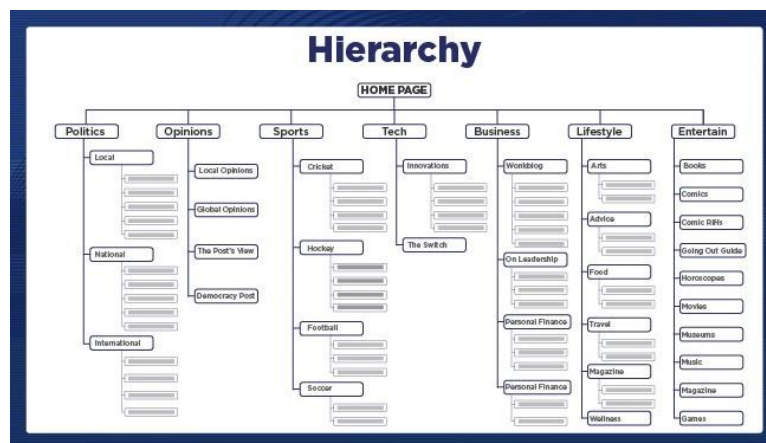 Hierarchy
HOME PAGE
Politics
Opinions
Sports
Tech
Business
Lifestyle
Entertain
Local
National
International
Local Opinions
Global Opinions
The Post's View
Democracy Post
Cricket
Hockey
Football
Soccer
Innovations
The Switch
Wonkblog
On Leadership
Personal Finance
Personal Finance
Arts
Advice
Food
Travel
Magazine
Wellness
Books
Comics
Comic Riffs
Going Out Guide
Horoscopes
Movies
Museums
Music
Magazine
Games